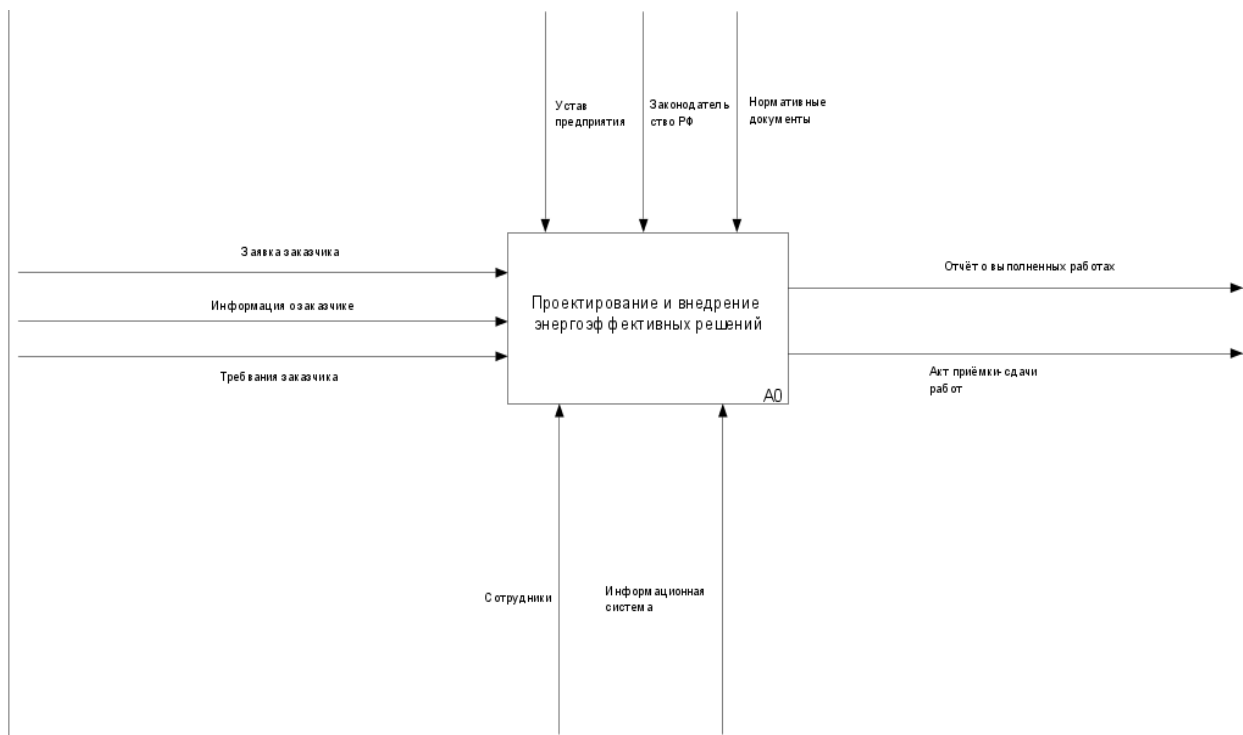 Устав
предприятия
Законодатель
ство РФ
Нормативные
документы
Заявка заказчика
Информация о заказчике
Требвания заказчика
Проектирование и внедрение
энергоэффективных решений
A0
Отчёт о выполненных работах
Акт приёмки-сдачи
работ
Сотрудники
Информационная
система